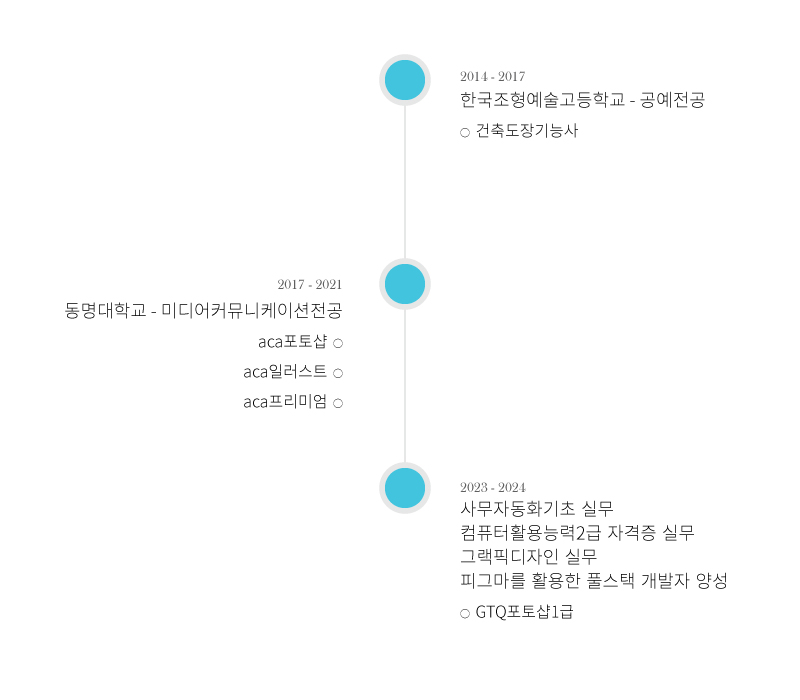 2014 - 2017
한국조형예술고등학교 - 공예전공
○ 건축도장기능사
2017 - 2021
동명대학교 - 미디어커뮤니케이션전공
aca포토샵 ○
aca일러스트 ○
aca프리미엄 ○
2023 - 2024
사무자동화기초 실무
컴퓨터활용능력2급 자격증 실무
그랙픽디자인 실무
피그마를 활용한 풀스택 개발자 양성
○ GTQ포토샵1급